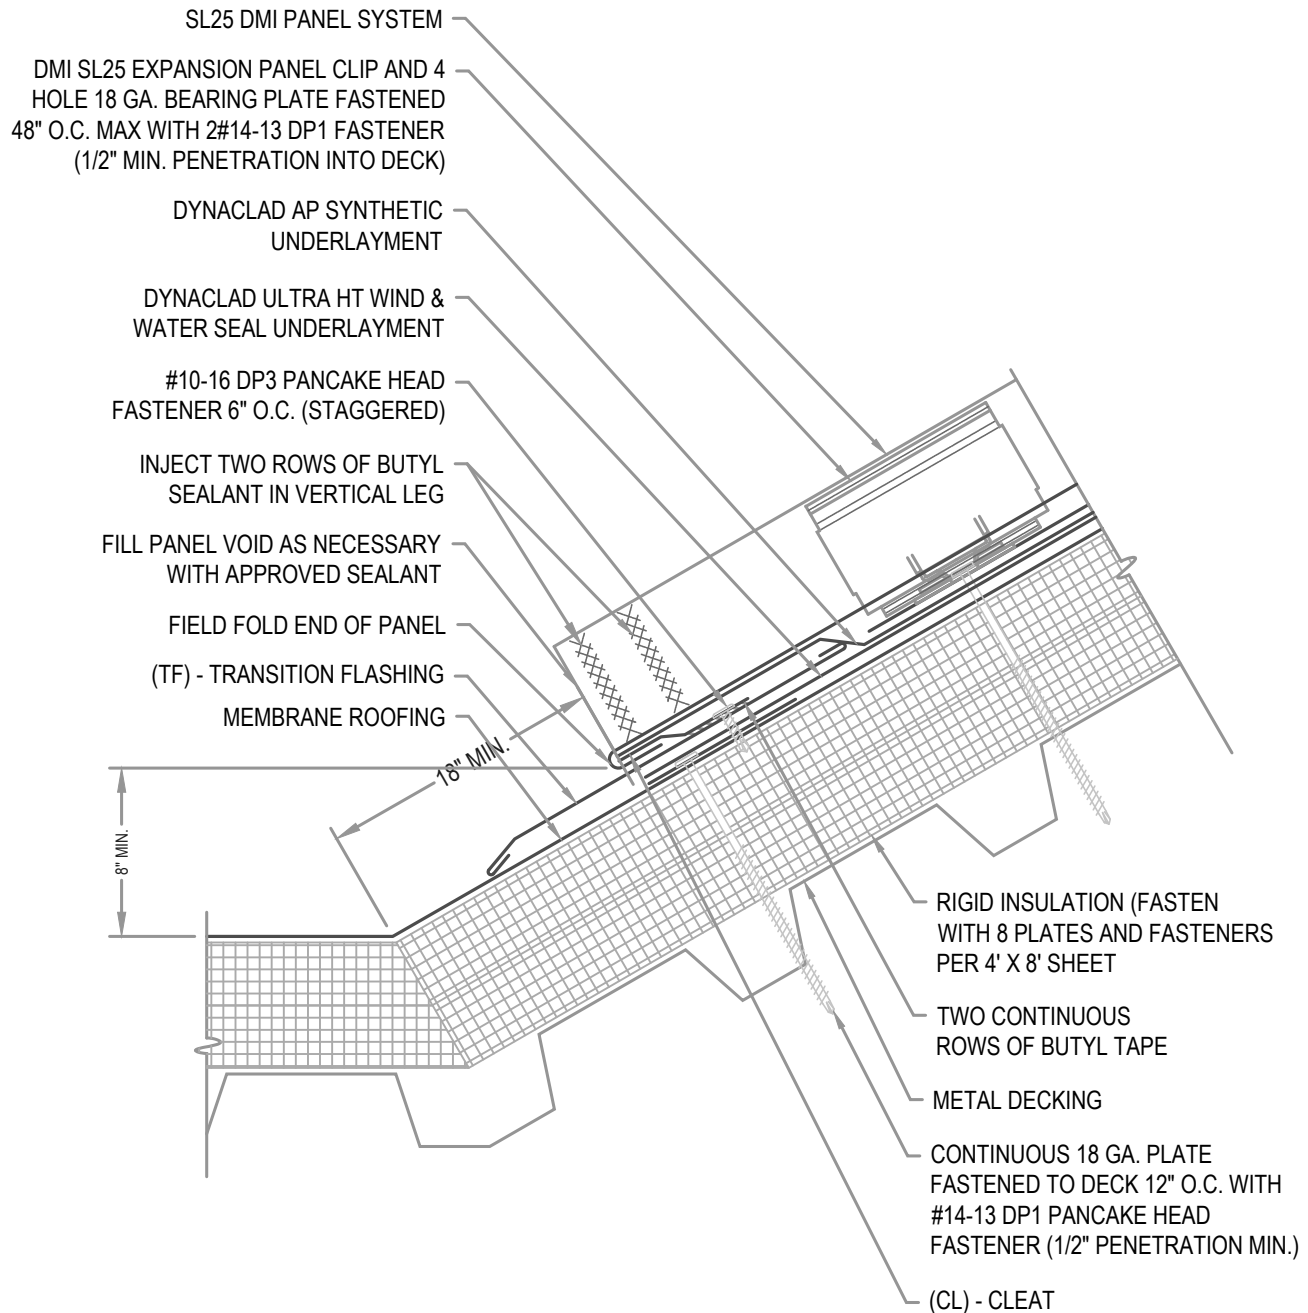 SL25 DMI PANEL SYSTEM
DMI SL25 EXPANSION PANEL CLIP AND 4
HOLE 18 GA. BEARING PLATE FASTENED
48" O.C. MAX WITH 2#14-13 DP1 FASTENER
(1/2" MIN. PENETRATION INTO DECK)
DYNACLAD AP SYNTHETIC
UNDERLAYMENT
DYNACLAD ULTRA HT WIND &
WATER SEAL UNDERLAYMENT
#10-16 DP3 PANCAKE HEAD
FASTENER 6" O.C. (STAGGERED)
INJECT TWO ROWS OF BUTYL
SEALANT IN VERTICAL LEG
FILL PANEL VOID AS NECESSARY
WITH APPROVED SEALANT
FIELD FOLD END OF PANEL
(TF) - TRANSITION FLASHING
MEMBRANE ROOFING
18" MIN.
8" MIN.
RIGID INSULATION (FASTEN
WITH 8 PLATES AND FASTENERS
PER 4' X 8' SHEET
TWO CONTINUOUS
ROWS OF BUTYL TAPE
METAL DECKING
CONTINUOUS 18 GA. PLATE
FASTENED TO DECK 12" O.C. WITH
#14-13 DP1 PANCAKE HEAD
FASTENER (1/2" PENETRATION MIN.)
(CL) - CLEAT